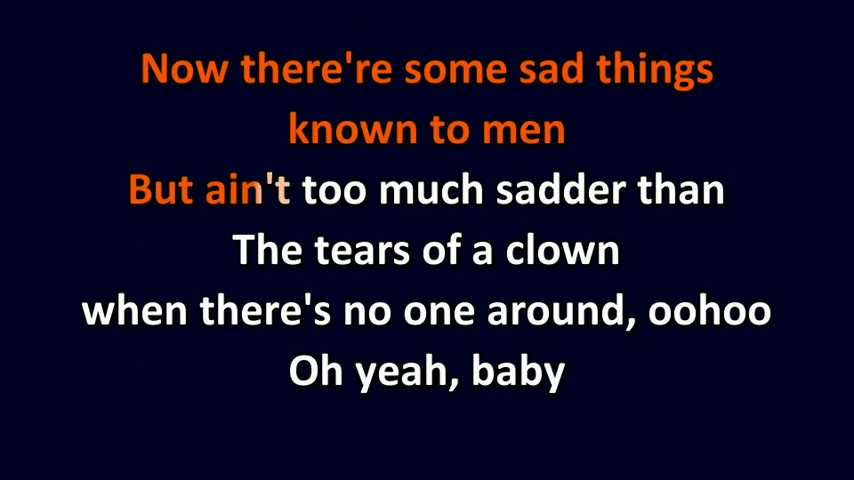 Now there're some sad things
known to men
But ain't too much sadder than
The tears of a clown
when there's no one around, oohoo
Oh yeah, baby